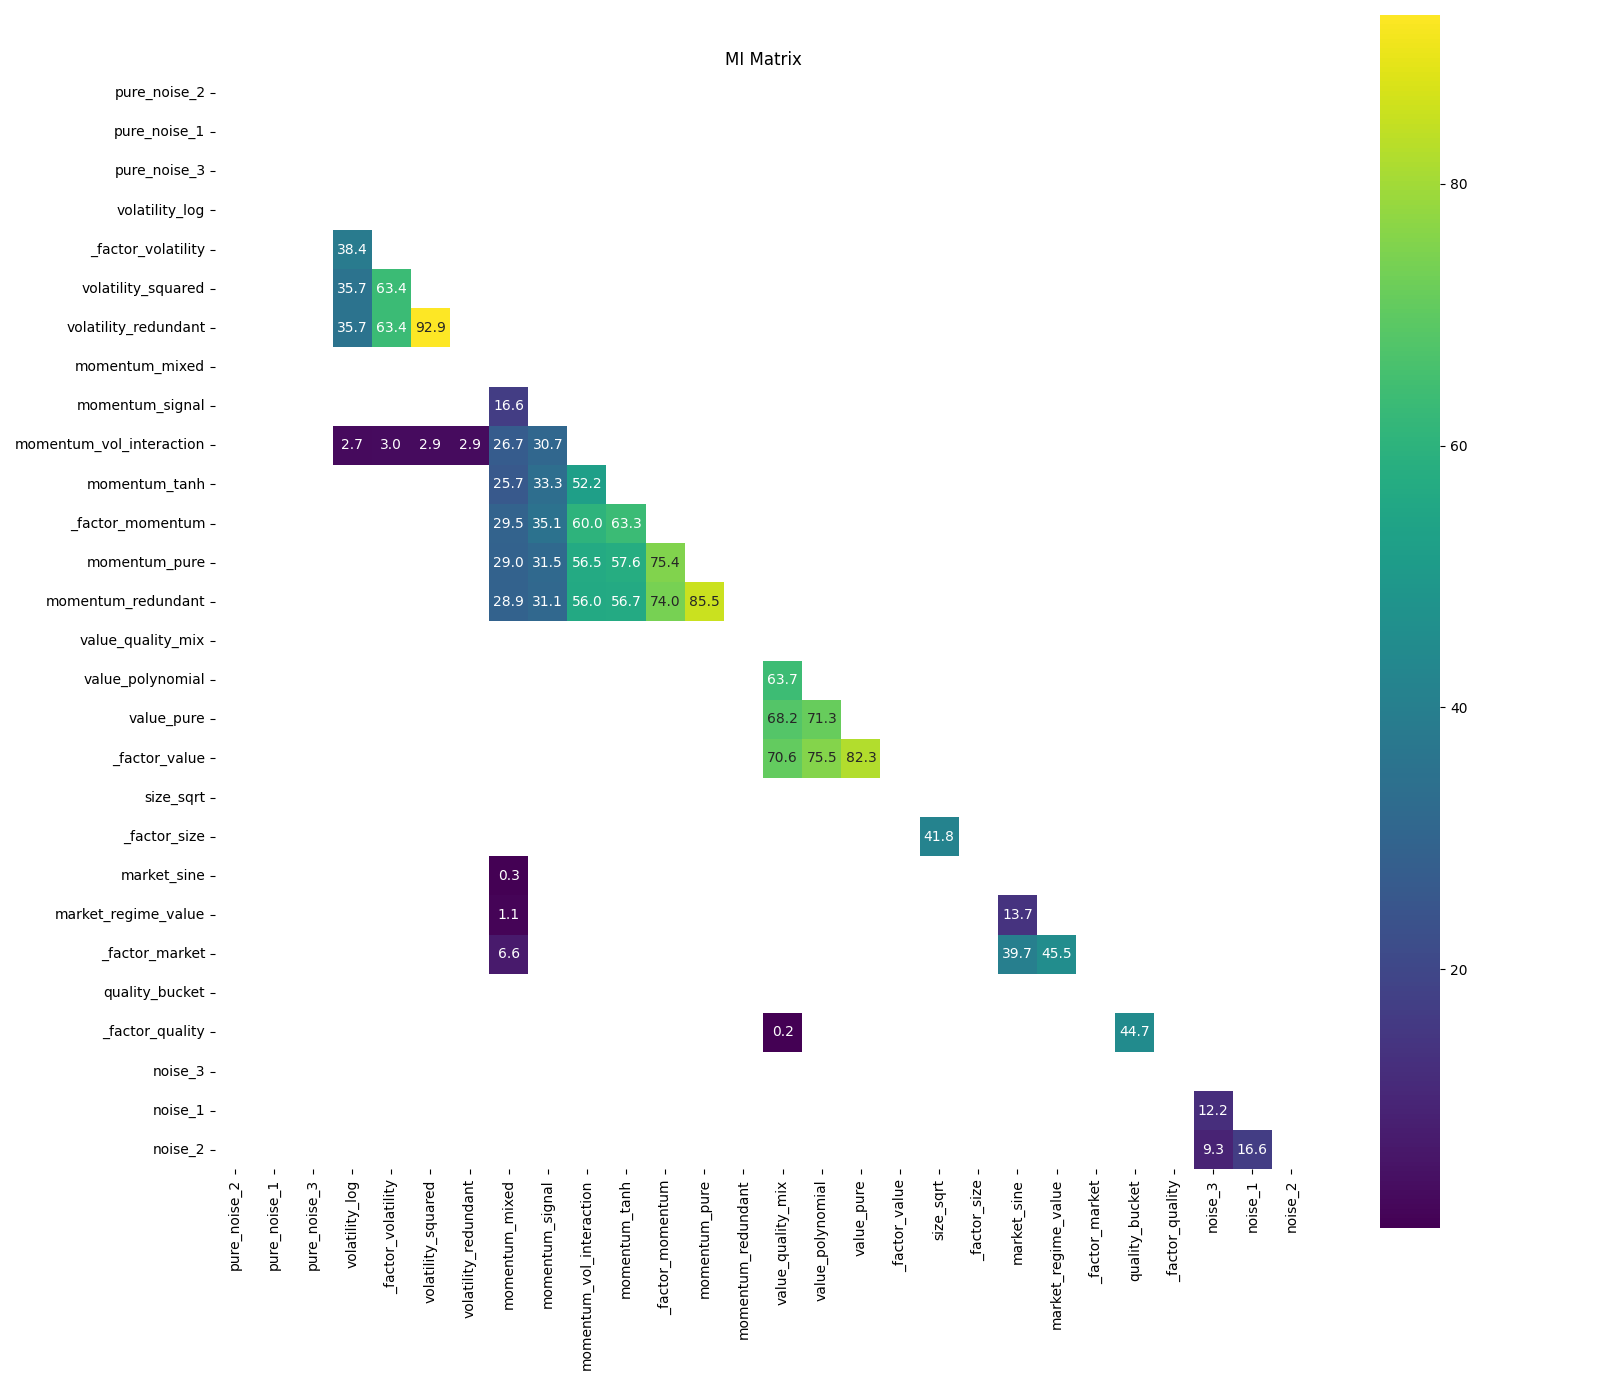 MI Matrix
pure_noise_2
pure_noise_1
pure_noise_3
volatility_log
_factor_volatility 38.4
volatility_squared 35.7 63.4
volatility_redundant 35.7 63.4 92.9
momentum_mixed
momentum_signal 16.6
momentum_vol_interaction 2.7 3.0 2.9 2.9 26.7 30.7
momentum_tanh 25.7 33.3 52.2
_factor_momentum 29.5 35.1 60.0 63.3
momentum_pure 29.0 31.5 56.5 57.6 75.4
momentum_redundant 28.9 31.1 56.0 56.7 74.0 85.5
value_quality_mix
value_polynomial 63.7
value_pure 68.2 71.3
_factor_value 70.6 75.5 82.3
size_sqrt
_factor_size 41.8
market_sine 0.3
market_regime_value 1.1 13.7
_factor_market 6.6 39.7 45.5
quality_bucket
_factor_quality 0.2 44.7
noise_3
noise_1 12.2
noise_2 9.3 16.6
pure_noise_2
pure_noise_1
pure_noise_3
volatility_log
_factor_volatility
volatility_squared
volatility_redundant
momentum_mixed
momentum_signal
momentum_vol_interaction
momentum_tanh
_factor_momentum
momentum_pure
momentum_redundant
value_quality_mix
value_polynomial
value_pure
_factor_value
size_sqrt
_factor_size
market_sine
market_regime_value
_factor_market
quality_bucket
_factor_quality
noise_3
noise_1
noise_2
80
60
40
20